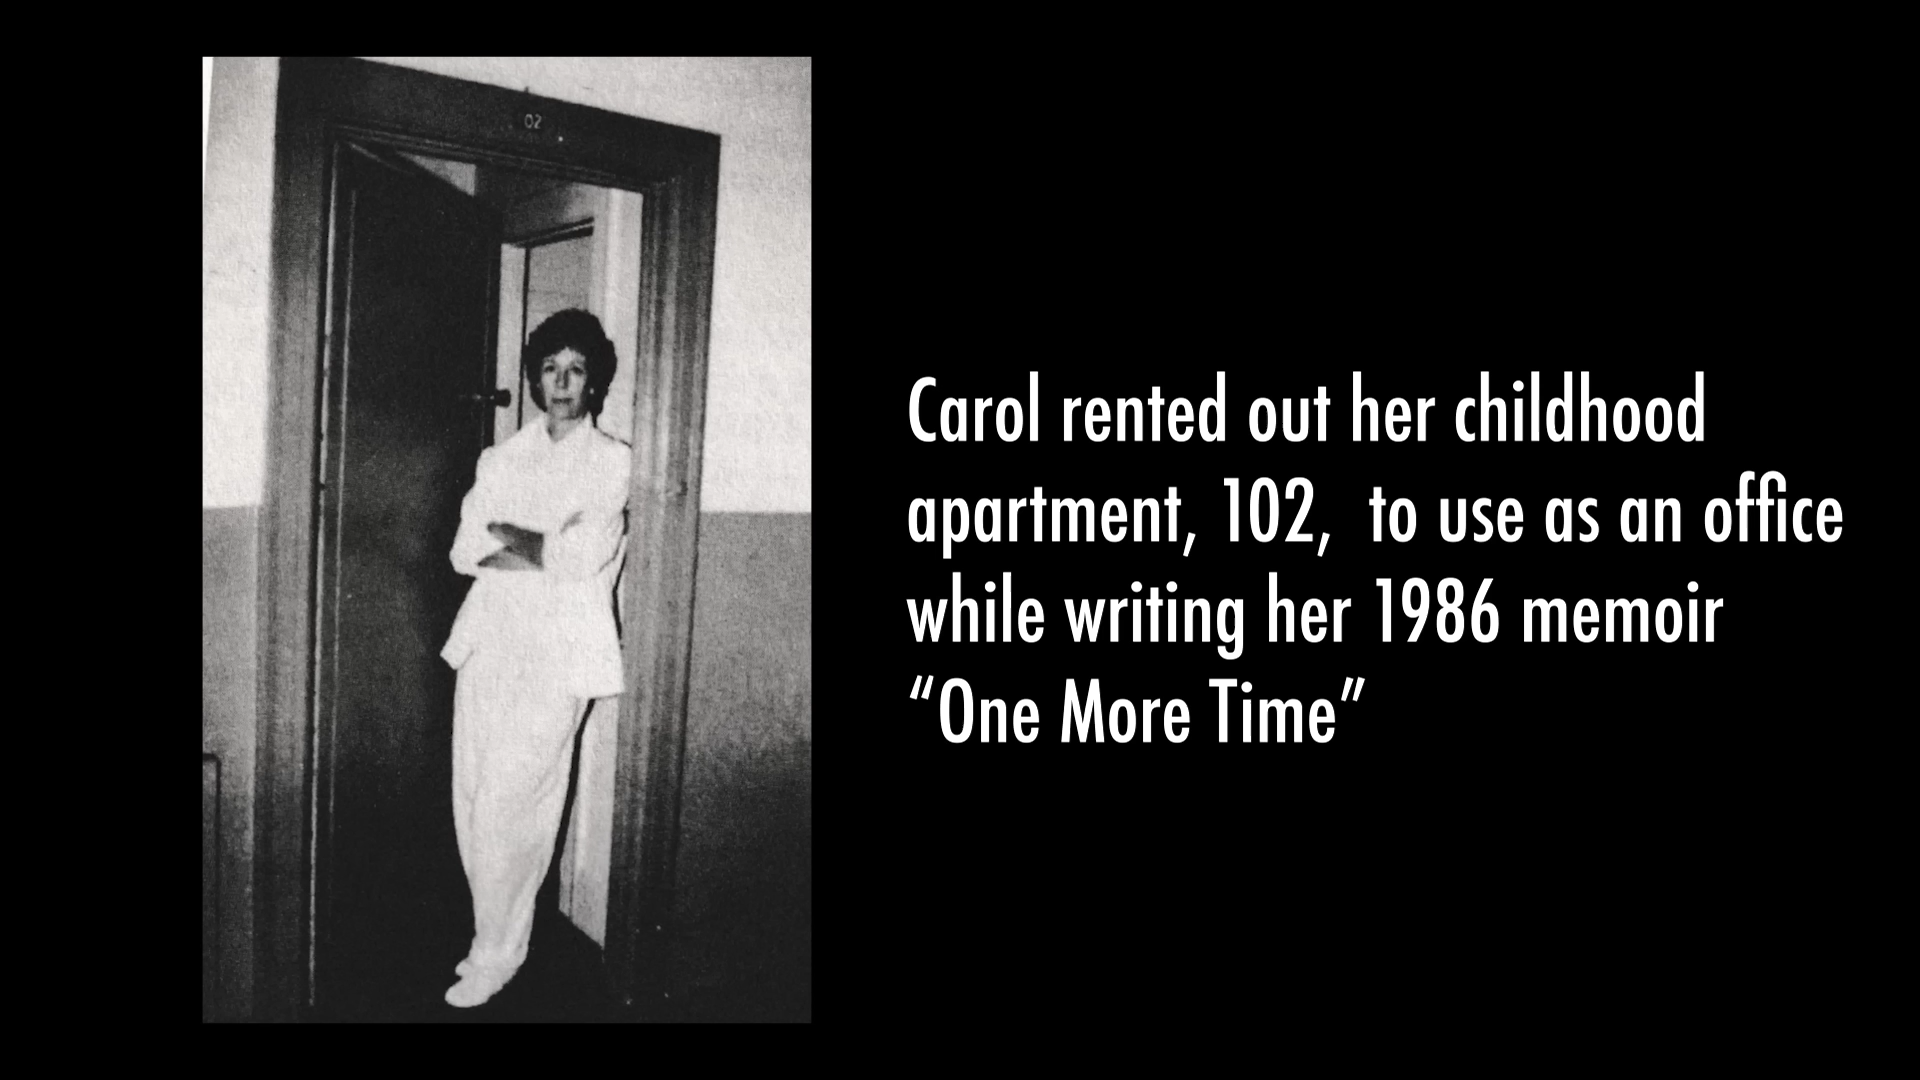 02
Carol rented out her childhood
apartment, 102,  to use as an office
while writing her 1986 memoir
“One More Time”